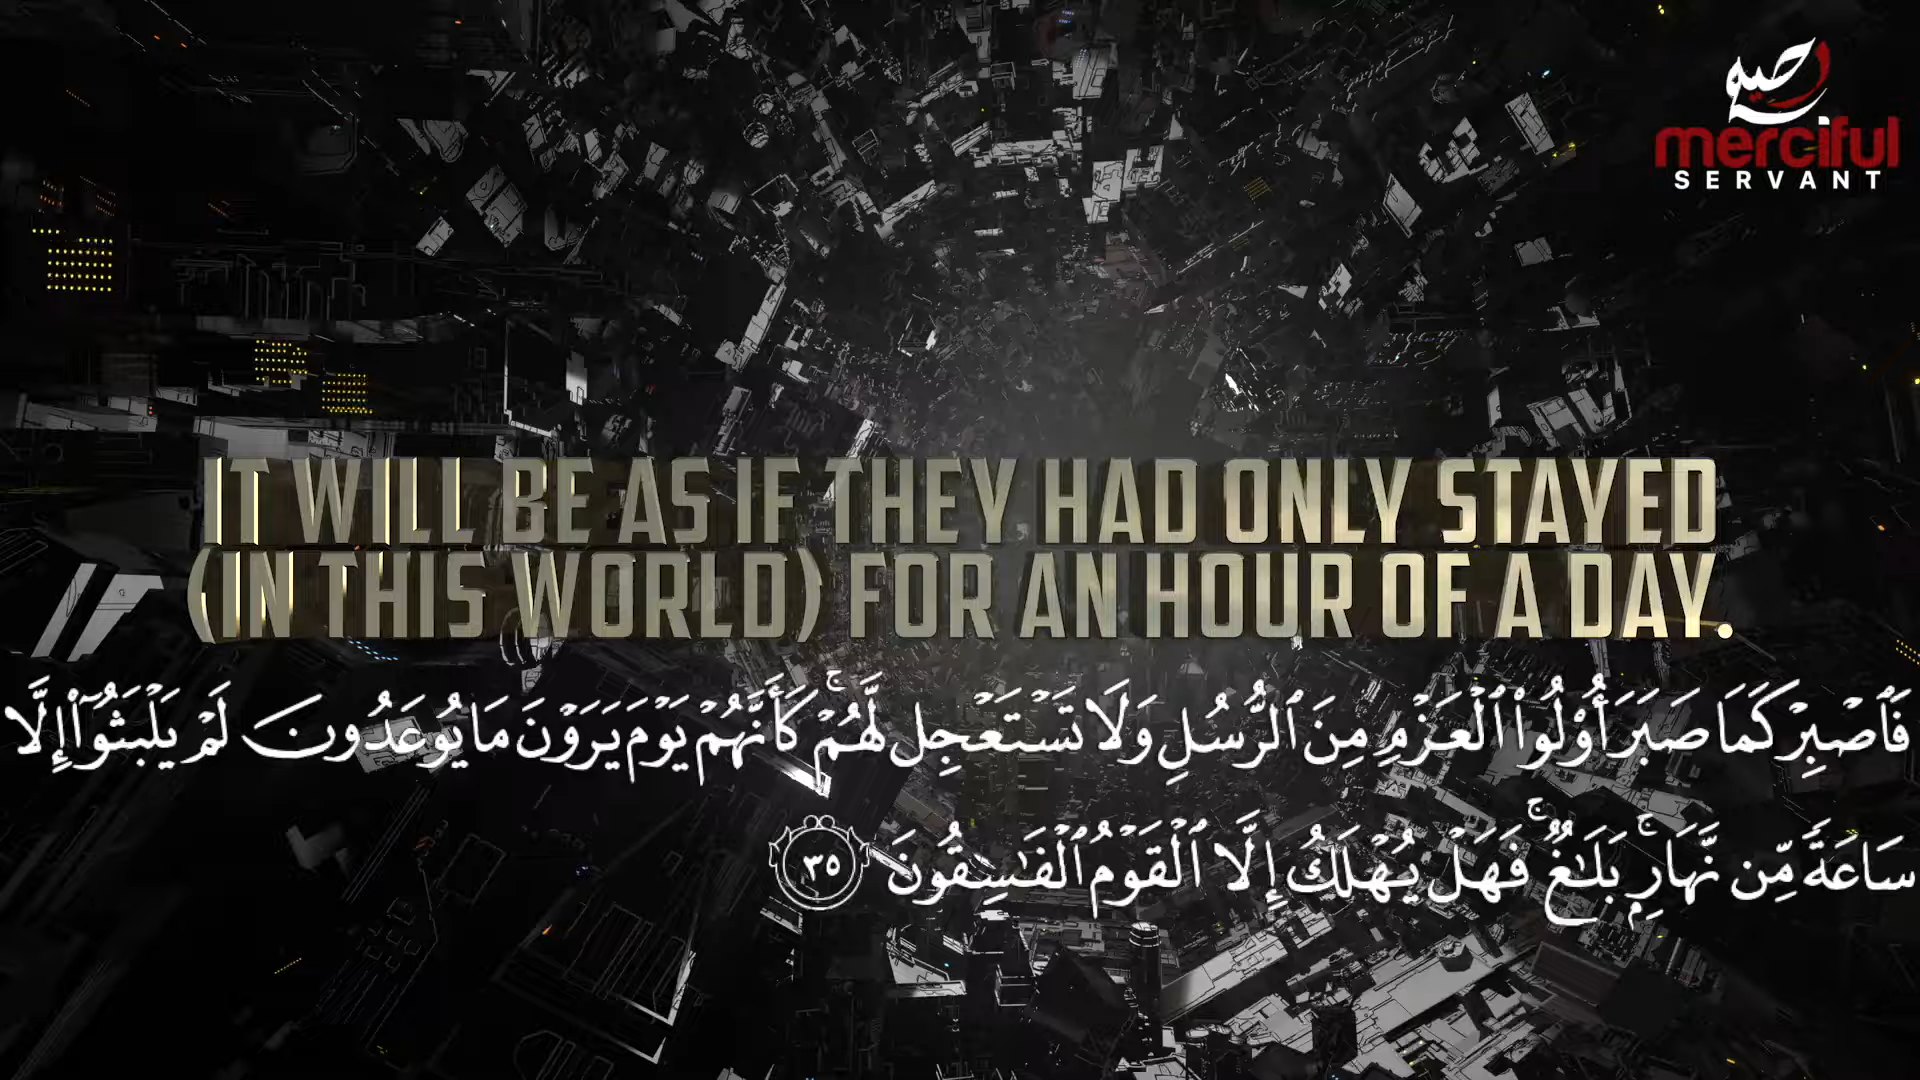 merciful
SERVANT
IT WILL BE AS IF THEY HAD ONLY STAYED
(IN THIS WORLD) FOR AN HOUR OF A DAY.
فَٱصْبِرْ كَمَا صَبَرَ أُو۟لُوا۟ ٱلْعَزْمِ مِنَ ٱلرُّسُلِ وَلَا تَسْتَعْجِل لَّهُمْ ۚ كَأَنَّهُمْ يَوْمَ يَرَوْنَ مَا يُوعَدُونَ لَمْ يَلْبَثُوٓا۟ إِلَّا
سَاعَةً مِّن نَّهَارٍۭ ۚ بَلَٰغٌ ۚ فَهَلْ يُهْلَكُ إِلَّا ٱلْقَوْمُ ٱلْفَٰسِقُونَ ٣٥